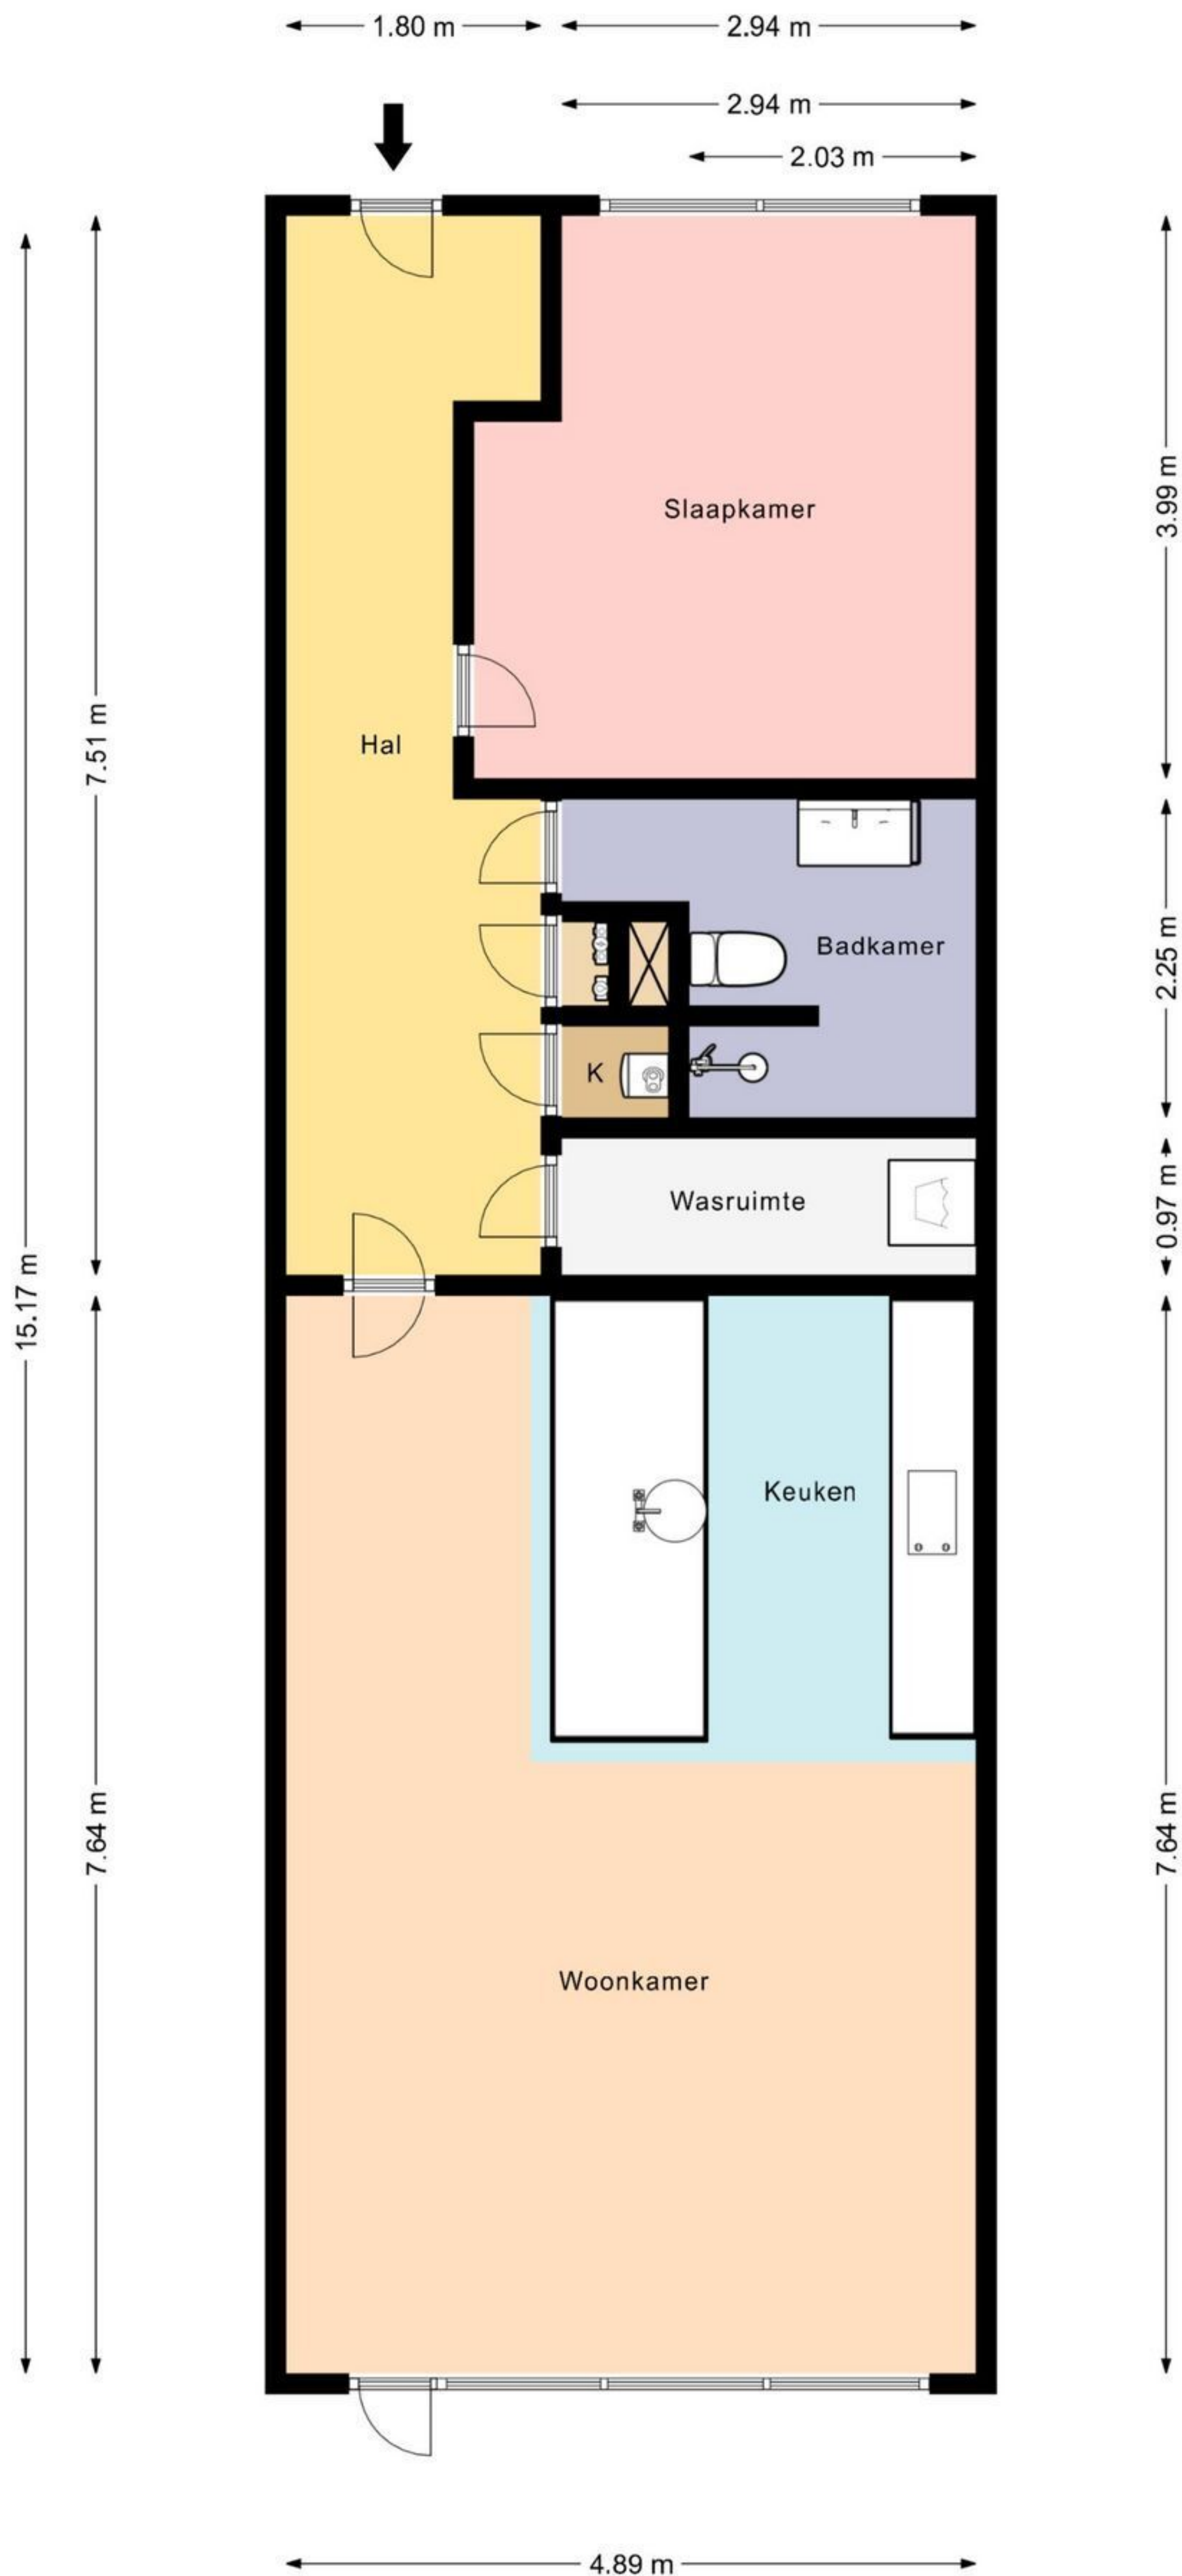 1.80 m
2.94 m
2.94 m
2.03 m
Slaapkamer
3.99 m
7.51 m
Hal
Badkamer
2.25 m
K
Wasruimte
0.97 m
15.17 m
Keuken
7.64 m
7.64 m
Woonkamer
4.89 m